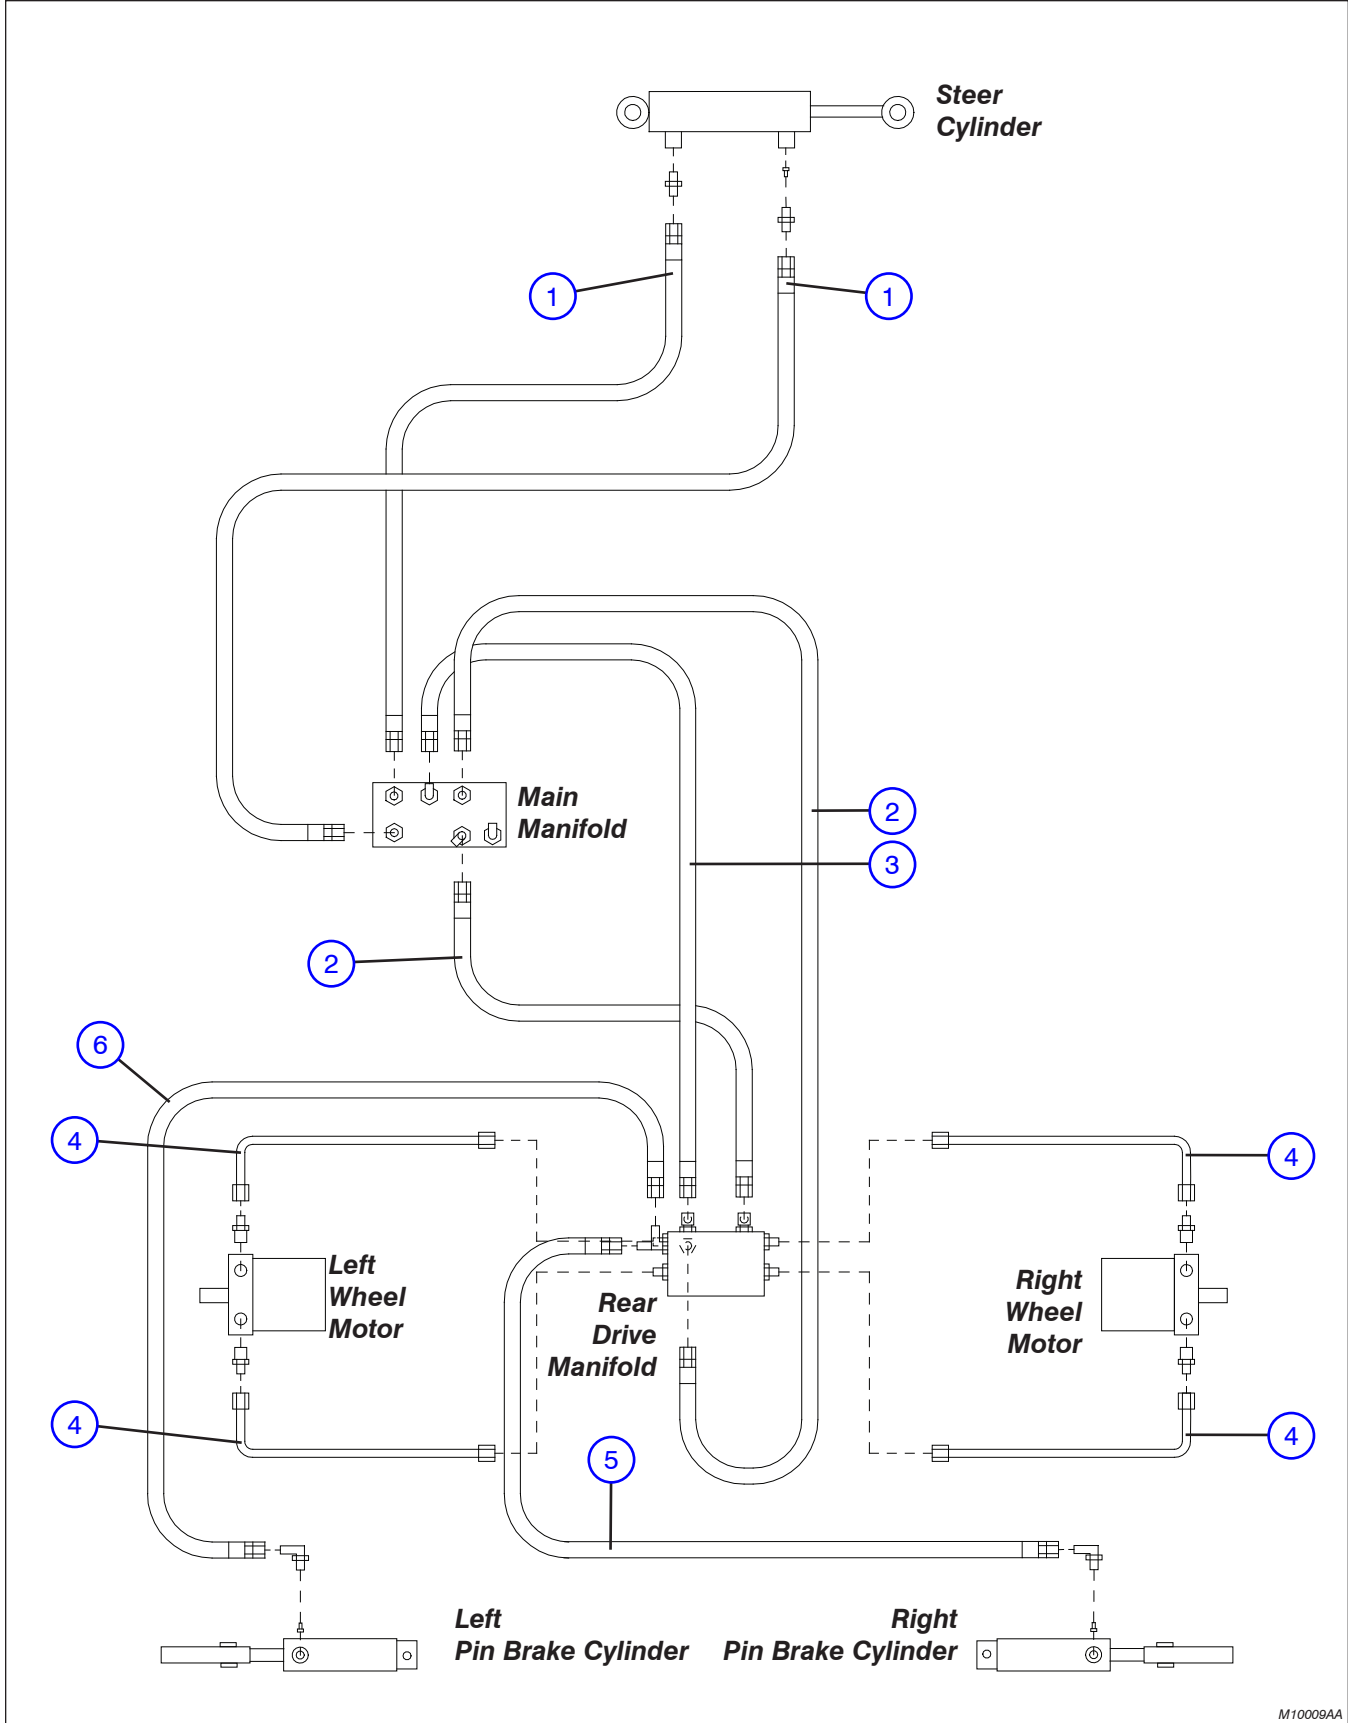 Steer
Cylinder
1
1
Main
Manifold
2
3
2
6
4
4
Left
Wheel
Motor
Right
Wheel
Motor
Rear
Drive
Manifold
4
4
5
Left
Pin Brake Cylinder
Right
Pin Brake Cylinder
M10009AA